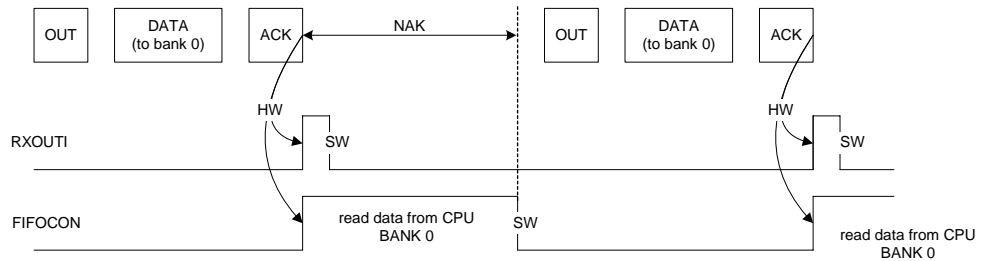 OUT
DATA
(to bank 0)
ACK
NAK
OUT
DATA
(to bank 0)
ACK
HW
HW
RXOUTI
SW
SW
FIFOCON
read data from CPU
BANK 0
SW
read data from CPU
BANK 0